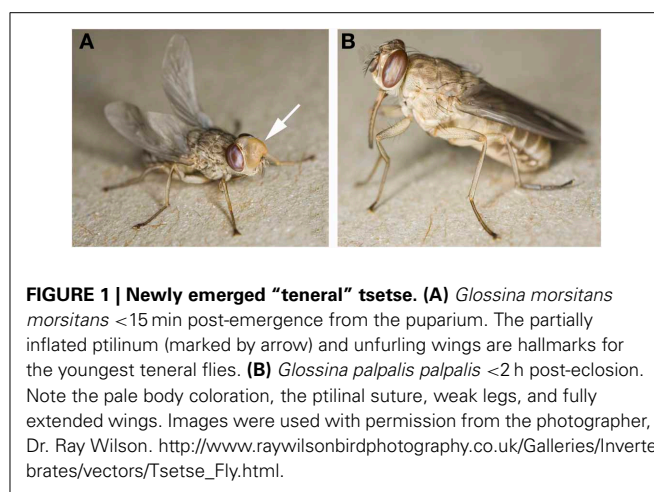 A B
FIGURE 1 | Newly emerged “teneral” tsetse. (A) Glossina morsitans
morsitans <15 min post-emergence from the puparium. The partially
inflated ptilinum (marked by arrow) and unfurling wings are hallmarks for
the youngest teneral flies. (B) Glossina palpalis palpalis <2 h post-eclosion.
Note the pale body coloration, the ptilinal suture, weak legs, and fully
extended wings. Images were used with permission from the photographer,
Dr. Ray Wilson. http://www.raywilsonbirdphotography.co.uk/Galleries/Inverte
brates/vectors/Tsetse_Fly.html.